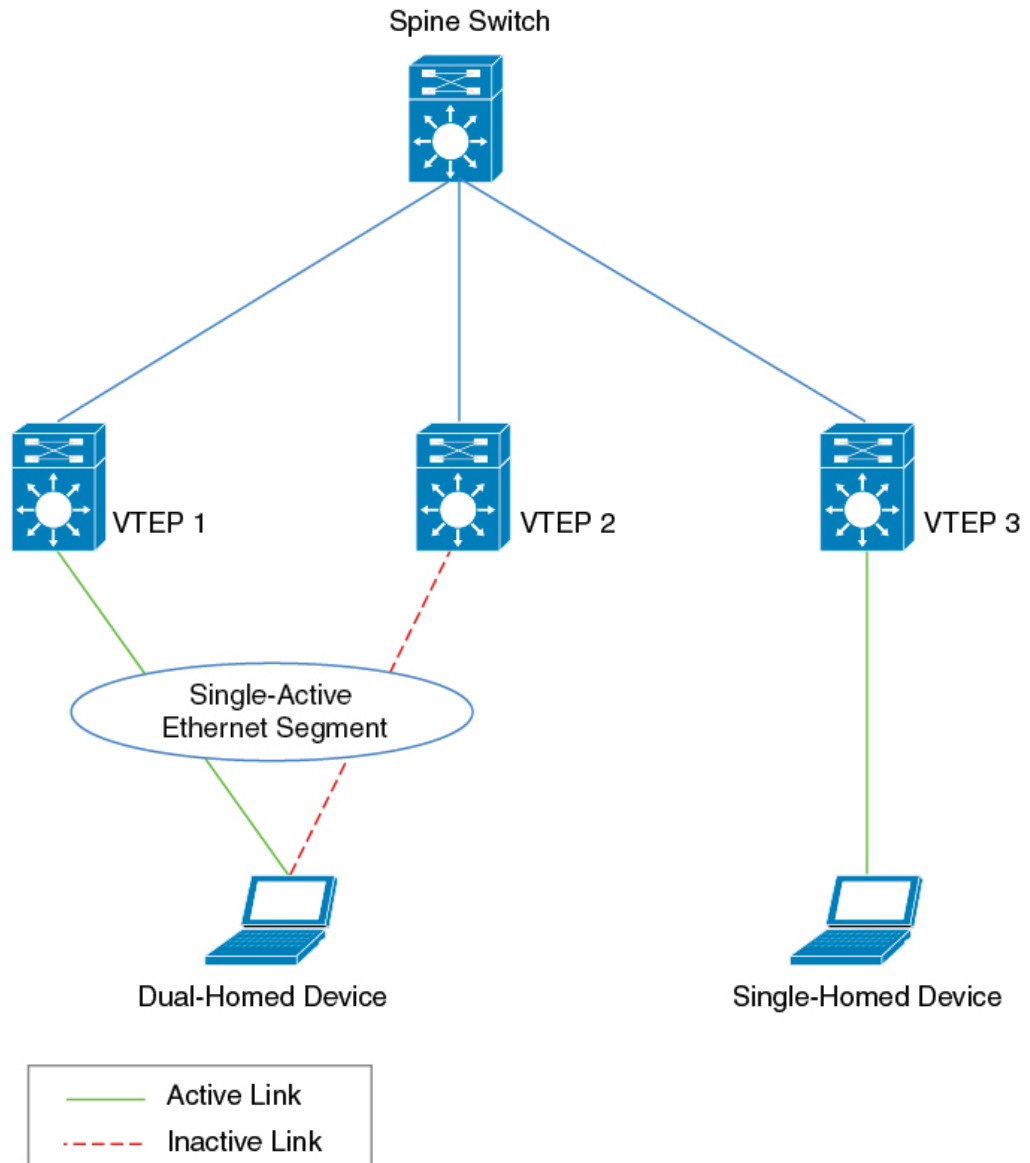 Spine Switch
VTEP 1
VTEP 2
VTEP 3
Single-Active
Ethernet Segment
Dual-Homed Device
Single-Homed Device
Active Link
Inactive Link